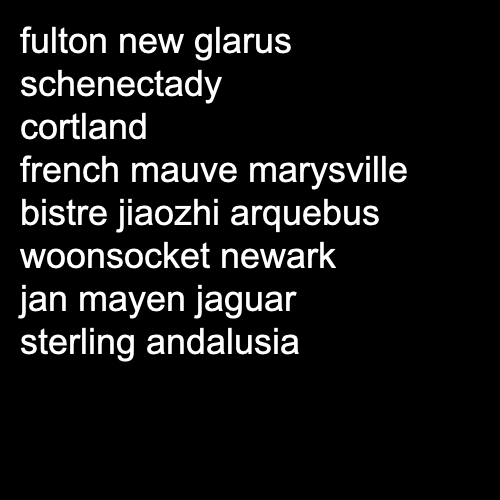 fulton new glarus
schenectady
cortland
french mauve marysville
bistre jiaozhi arquebus
woonsocket newark
jan mayen jaguar
sterling andalusia